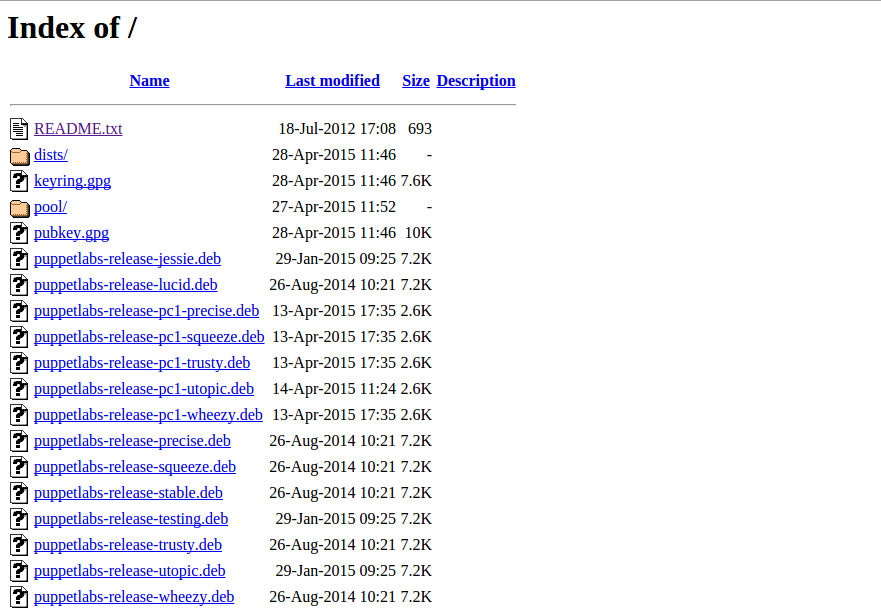 Index of /
Name Last modified Size Description
README.txt 18-Jul-2012 17:08 693
dists/ 28-Apr-2015 11:46 -
keyring.gpg 28-Apr-2015 11:46 7.6K
pool/ 27-Apr-2015 11:52 -
pubkey.gpg 28-Apr-2015 11:46 10K
puppetlabs-release-jessie.deb 29-Jan-2015 09:25 7.2K
puppetlabs-release-lucid.deb 26-Aug-2014 10:21 7.2K
puppetlabs-release-pc1-precise.deb 13-Apr-2015 17:35 2.6K
puppetlabs-release-pc1-squeeze.deb 13-Apr-2015 17:35 2.6K
puppetlabs-release-pc1-trusty.deb 13-Apr-2015 17:35 2.6K
puppetlabs-release-pc1-utopic.deb 14-Apr-2015 11:24 2.6K
puppetlabs-release-pc1-wheezy.deb 13-Apr-2015 17:35 2.6K
puppetlabs-release-precise.deb 26-Aug-2014 10:21 7.2K
puppetlabs-release-squeeze.deb 26-Aug-2014 10:21 7.2K
puppetlabs-release-stable.deb 26-Aug-2014 10:21 7.2K
puppetlabs-release-testing.deb 29-Jan-2015 09:25 7.2K
puppetlabs-release-trusty.deb 26-Aug-2014 10:21 7.2K
puppetlabs-release-utopic.deb 29-Jan-2015 09:25 7.2K
puppetlabs-release-wheezy.deb 26-Aug-2014 10:21 7.2K